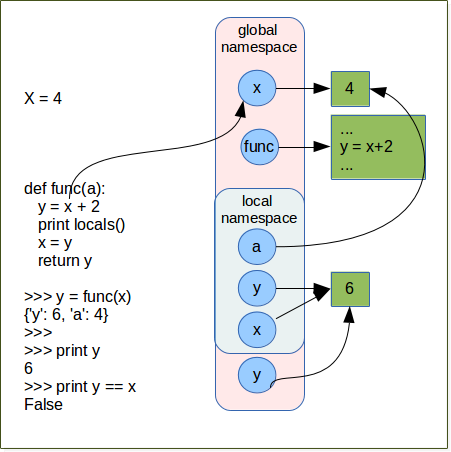 global
namespace
X = 4
x
4
func
...
y = x+2
...
def func(a):
y = x + 2
print locals()
x = y
return y
local
namespace
a
y
6
x
y
>>> y = func(x)
{'y': 6, 'a': 4}
>>>
>>> print y
6
>>> print y == x
False